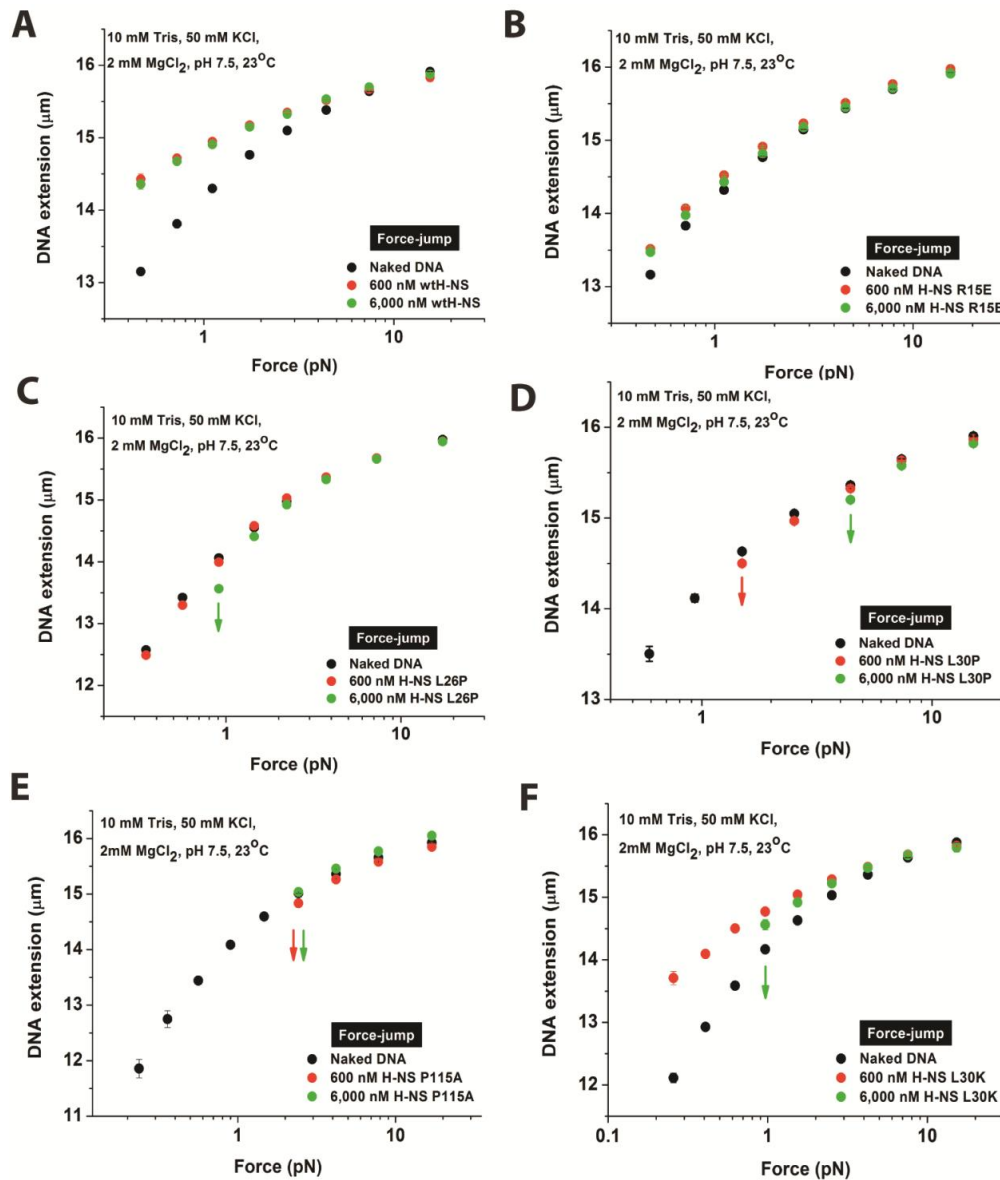 A
10 mM Tris, 50 mM KCl,
2 mM MgCl2, pH 7.5, 23°C
DNA extension (μm)
16
15
14
13
1
10
Force (pN)
Force-jump
Naked DNA
600 nM wtH-NS
6,000 nM wtH-NS
B
10 mM Tris, 50 mM KCl,
2 mM MgCl2, pH 7.5, 23°C
DNA extension (μm)
16
15
14
13
1
10
Force (pN)
Force-jump
Naked DNA
600 nM H-NS R15E
6,000 nM H-NS R15E
C
10 mM Tris, 50 mM KCl,
2 mM MgCl2, pH 7.5, 23°C
DNA extension (μm)
16
15
14
13
12
1
10
Force (pN)
Force-jump
Naked DNA
600 nM H-NS L26P
6,000 nM H-NS L26P
D
10 mM Tris, 50 mM KCl,
2 mM MgCl2, pH 7.5, 23°C
DNA extension (μm)
16
15
14
13
1
10
Force (pN)
Force-jump
Naked DNA
600 nM H-NS L30P
6,000 nM H-NS L30P
E
10 mM Tris, 50 mM KCl,
2mM MgCl2, pH 7.5, 23°C
DNA extension (μm)
16
15
14
13
12
11
1
10
Force (pN)
Force-jump
Naked DNA
600 nM H-NS P115A
6,000 nM H-NS P115A
F
10 mM Tris, 50 mM KCl,
2mM MgCl2, pH 7.5, 23°C
DNA extension (μm)
16
15
14
13
12
0.1
1
10
Force (pN)
Force-jump
Naked DNA
600 nM H-NS L30K
6,000 nM H-NS L30K